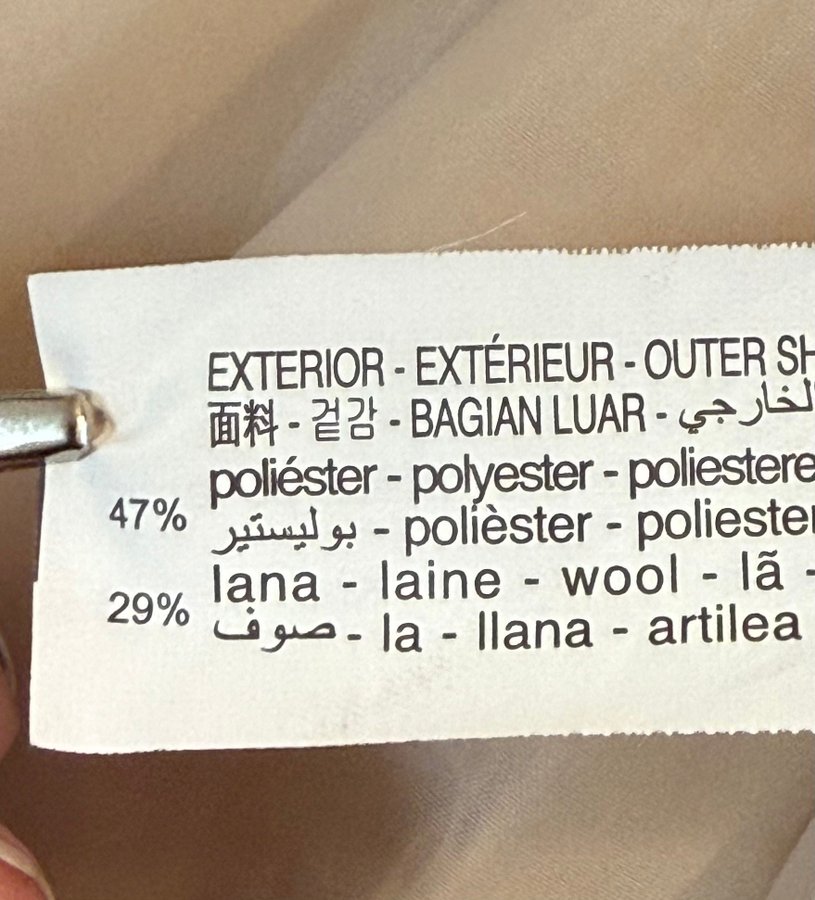 EXTERIOR - EXTÉRIEUR - OUTER SH
面料 - 겉감 - BAGIAN LUAR - الخارجي
poliéster - polyester - poliestere
47% بوليستير - polièster - poliester
lana - laine - wool - lã -
29% صوف - la - llana - artilea